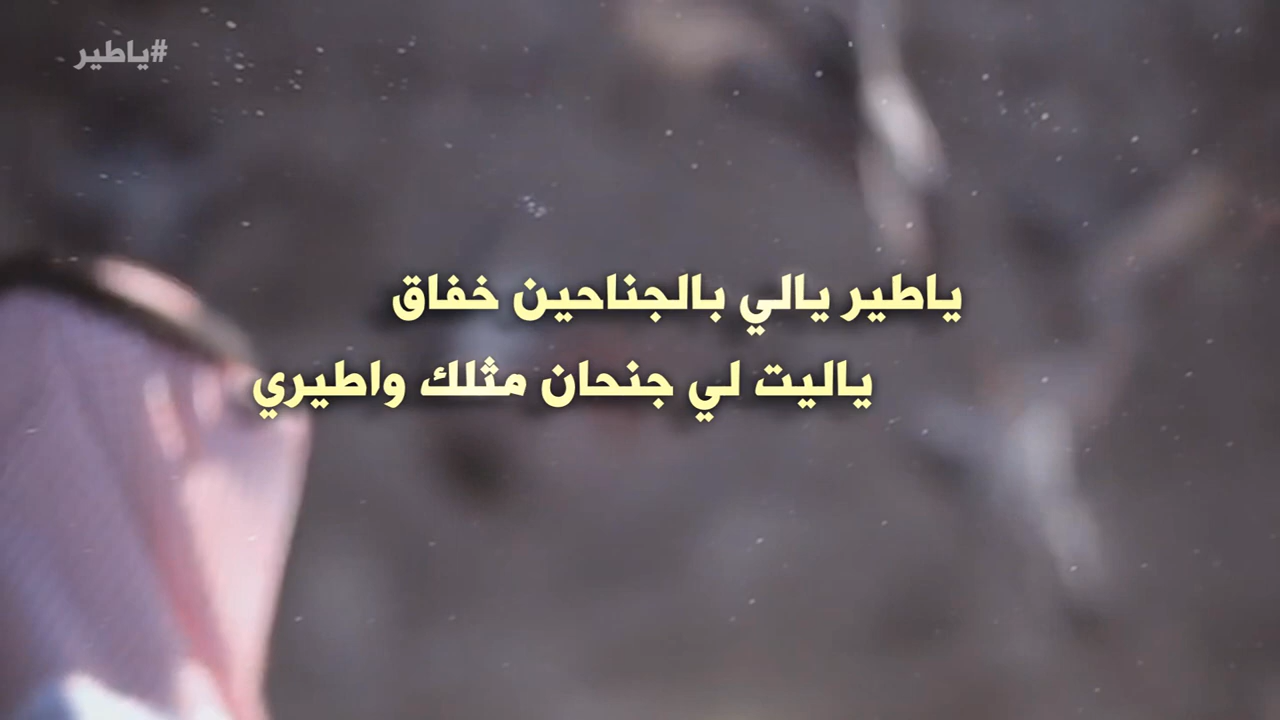 #ياطير
ياطير يالي بالجناحين خفاق
ياليت لي جنحان مثلك واطيري